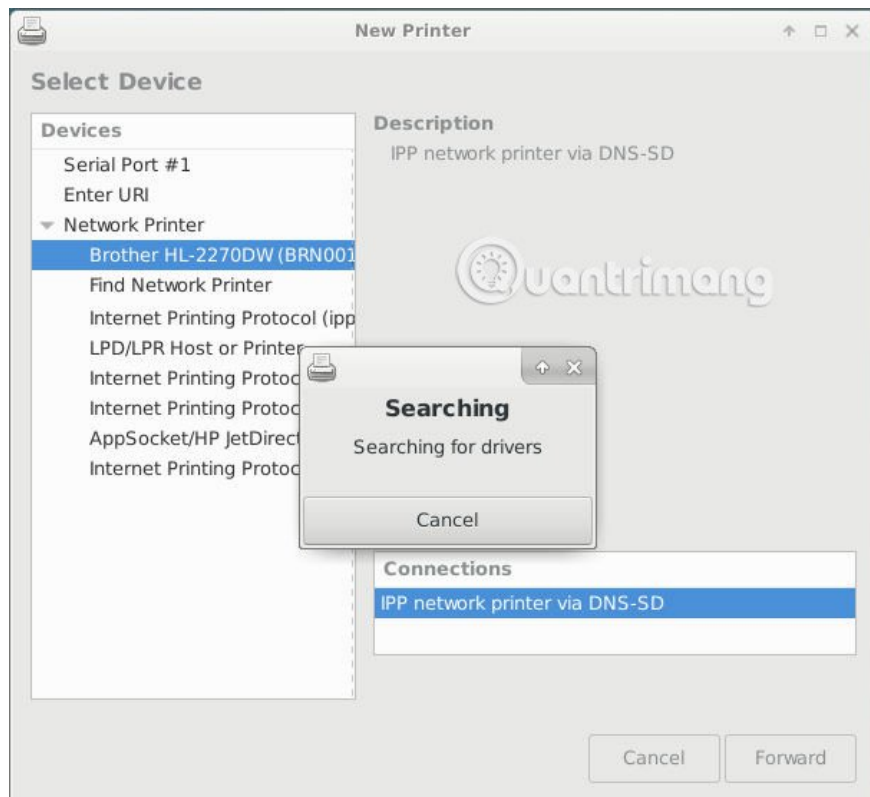 New Printer
Select Device
Devices
Serial Port #1
Enter URI
Network Printer
Brother HL-2270DW (BRN001
Find Network Printer
Internet Printing Protocol (ipp
LPD/LPR Host or Printer
Internet Printing Protoc
Internet Printing Protoc
AppSocket/HP JetDirect
Internet Printing Protoc
Description
IPP network printer via DNS-SD
Quantrimang
Searching
Searching for drivers
Cancel
Connections
IPP network printer via DNS-SD
Cancel
Forward